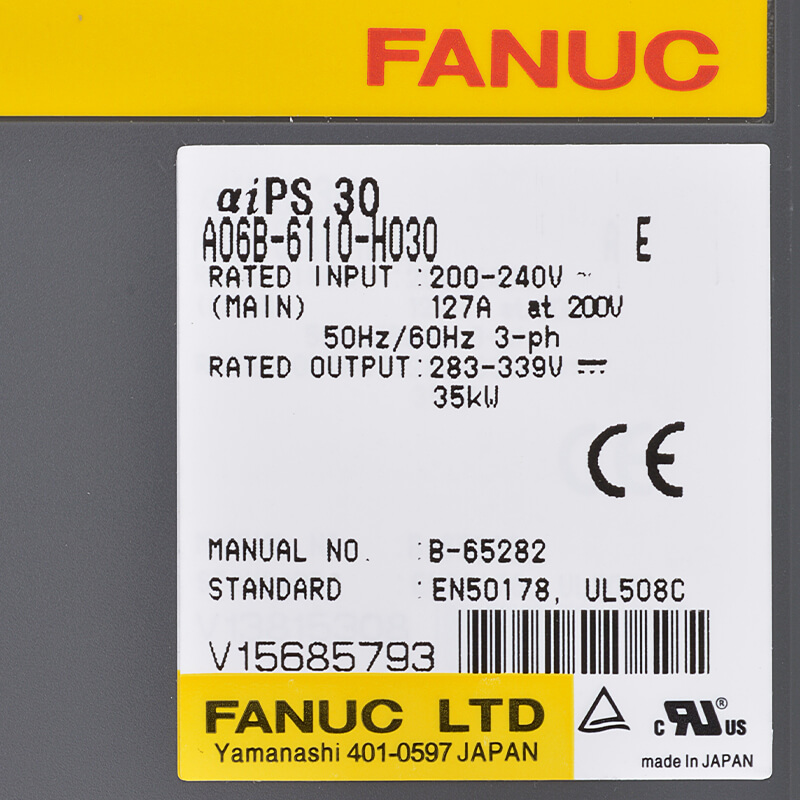 FANUC
αiPS 30
A06B-6110-H030 E
RATED INPUT :200-240V ~
(MAIN) 127A at 200V
50Hz/60Hz 3-ph
RATED OUTPUT:283-339V ⎓
35kW
CE
MANUAL NO. :B-65282
STANDARD :EN50178, UL508C
V15685793
FANUC LTD
Yamanashi 401-0597 JAPAN
c RU® US
made in JAPAN